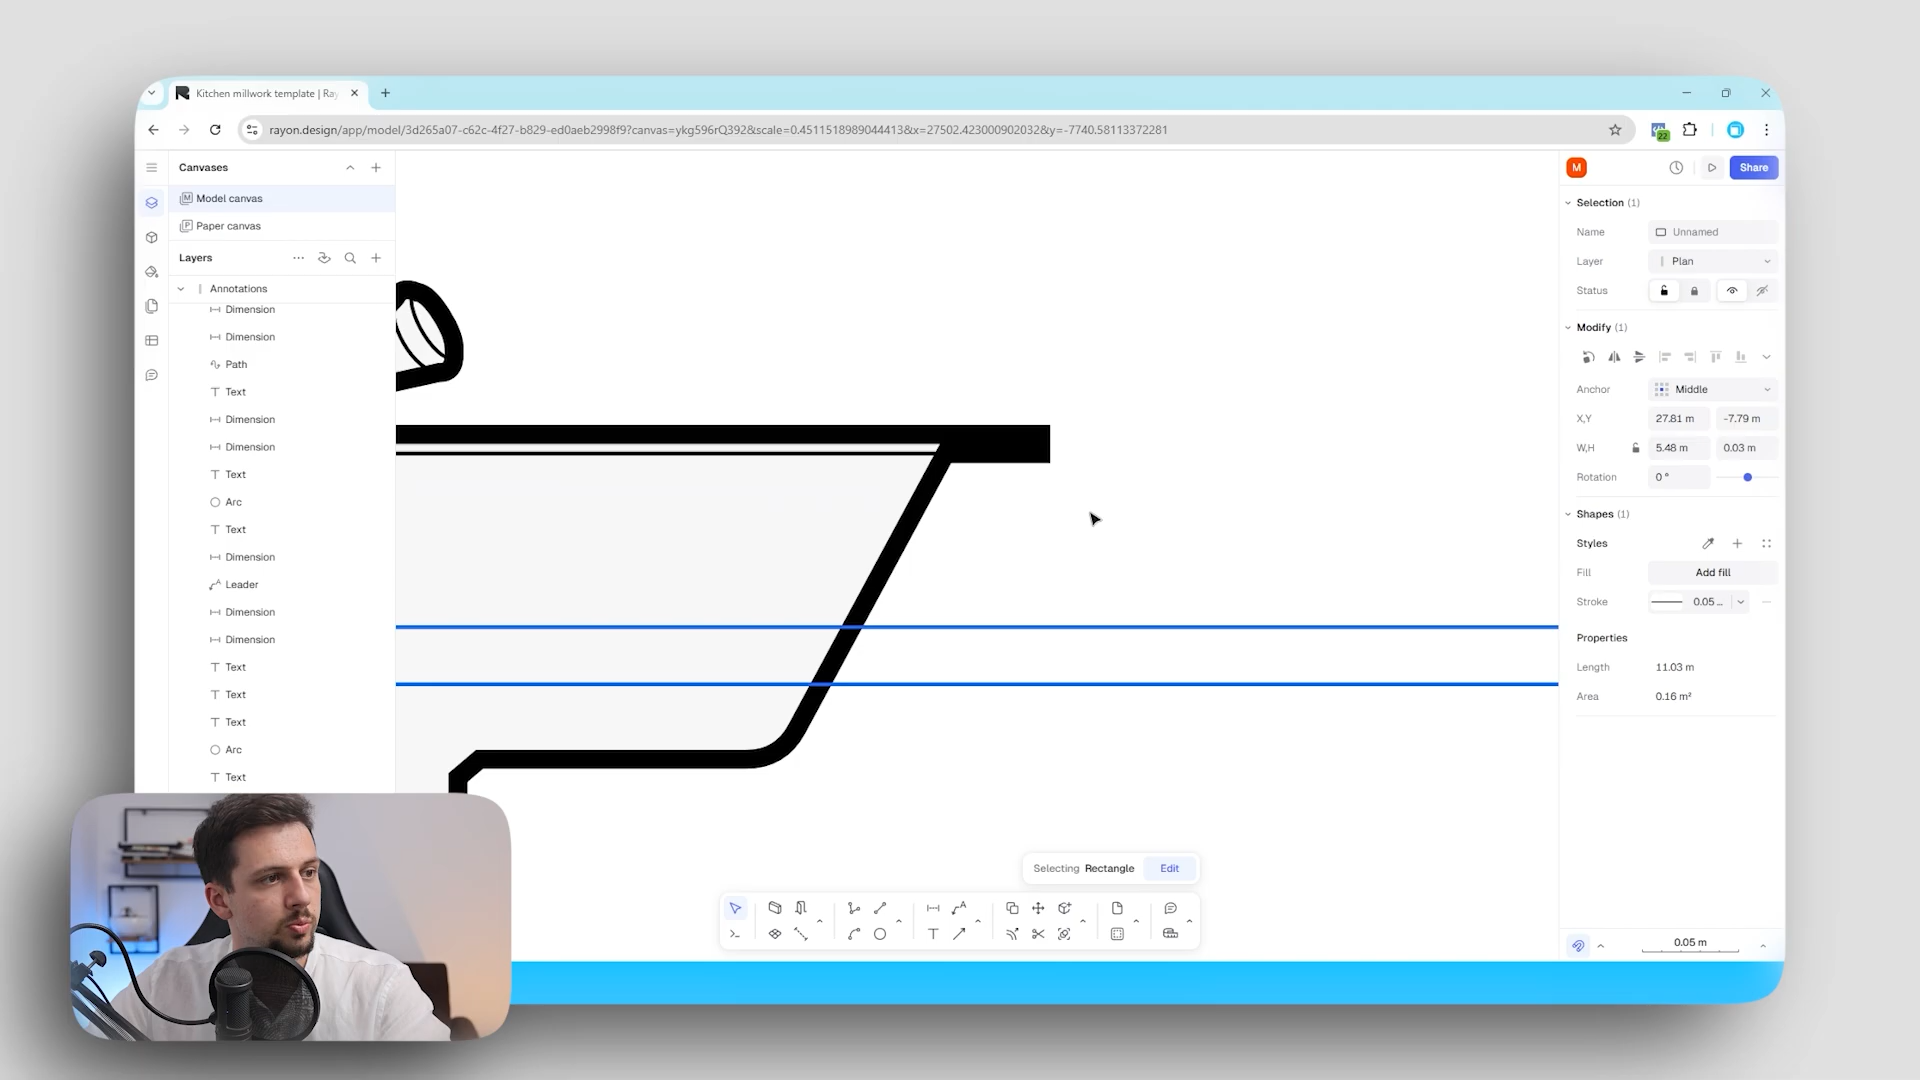 Kitchen millwork template | Ray
rayon.design/app/model/3d265a07-c62c-4f27-b829-ed0aeb2998f9?canvas=ykg596rQ392&scale=0.4511518989044413&x=27502.423000902032&y=-7740.58113372281
22
Canvases
Model canvas
Paper canvas
Layers
Annotations
Dimension
Dimension
Path
Text
Dimension
Dimension
Text
Arc
Text
Dimension
Leader
Dimension
Dimension
Text
Text
Text
Arc
Text
M
Share
Selection (1)
Name Unnamed
Layer Plan
Status
Modify (1)
Anchor Middle
X,Y 27.81 m -7.79 m
W,H 5.48 m 0.03 m
Rotation 0 °
Shapes (1)
Styles
Fill Add fill
Stroke 0.05 ...
Properties
Length 11.03 m
Area 0.16 m²
Selecting Rectangle Edit
0.05 m